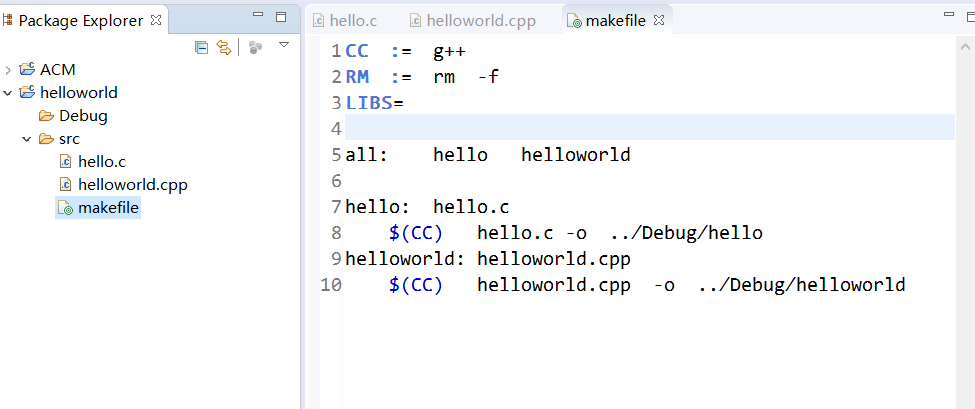 Package Explorer
ACM
helloworld
Debug
src
hello.c
helloworld.cpp
makefile
hello.c
helloworld.cpp
makefile
1 CC := g++
2 RM := rm -f
3 LIBS=
4
5 all: hello helloworld
6
7 hello: hello.c
8 $(CC) hello.c -o ../Debug/hello
9 helloworld: helloworld.cpp
10 $(CC) helloworld.cpp -o ../Debug/helloworld